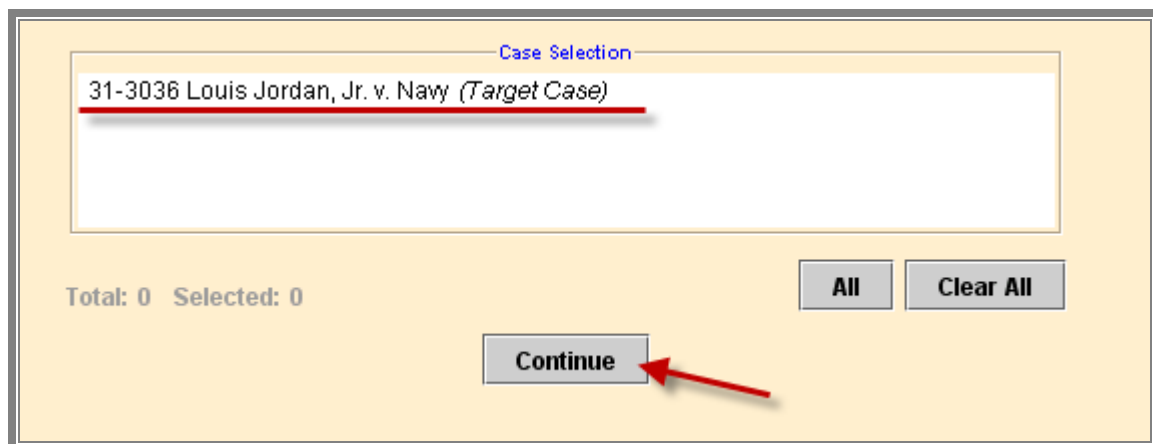 Case Selection
31-3036 Louis Jordan, Jr. v. Navy (Target Case)
Total: 0 Selected: 0
All
Clear All
Continue